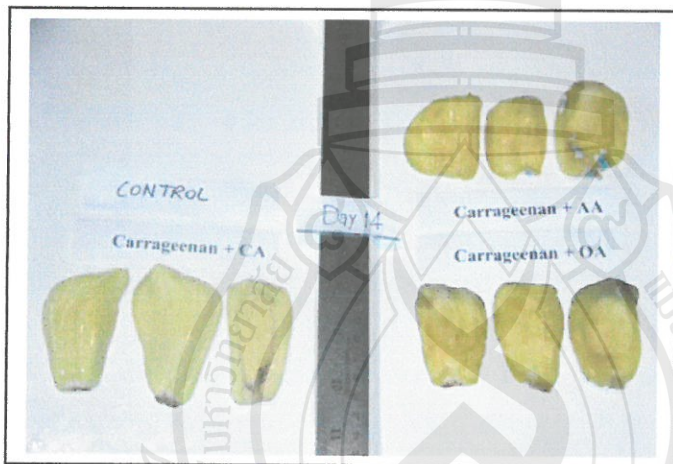 CONTROL
Carrageenan + CA
Day 14
Carrageenan + AA
Carrageenan + OA